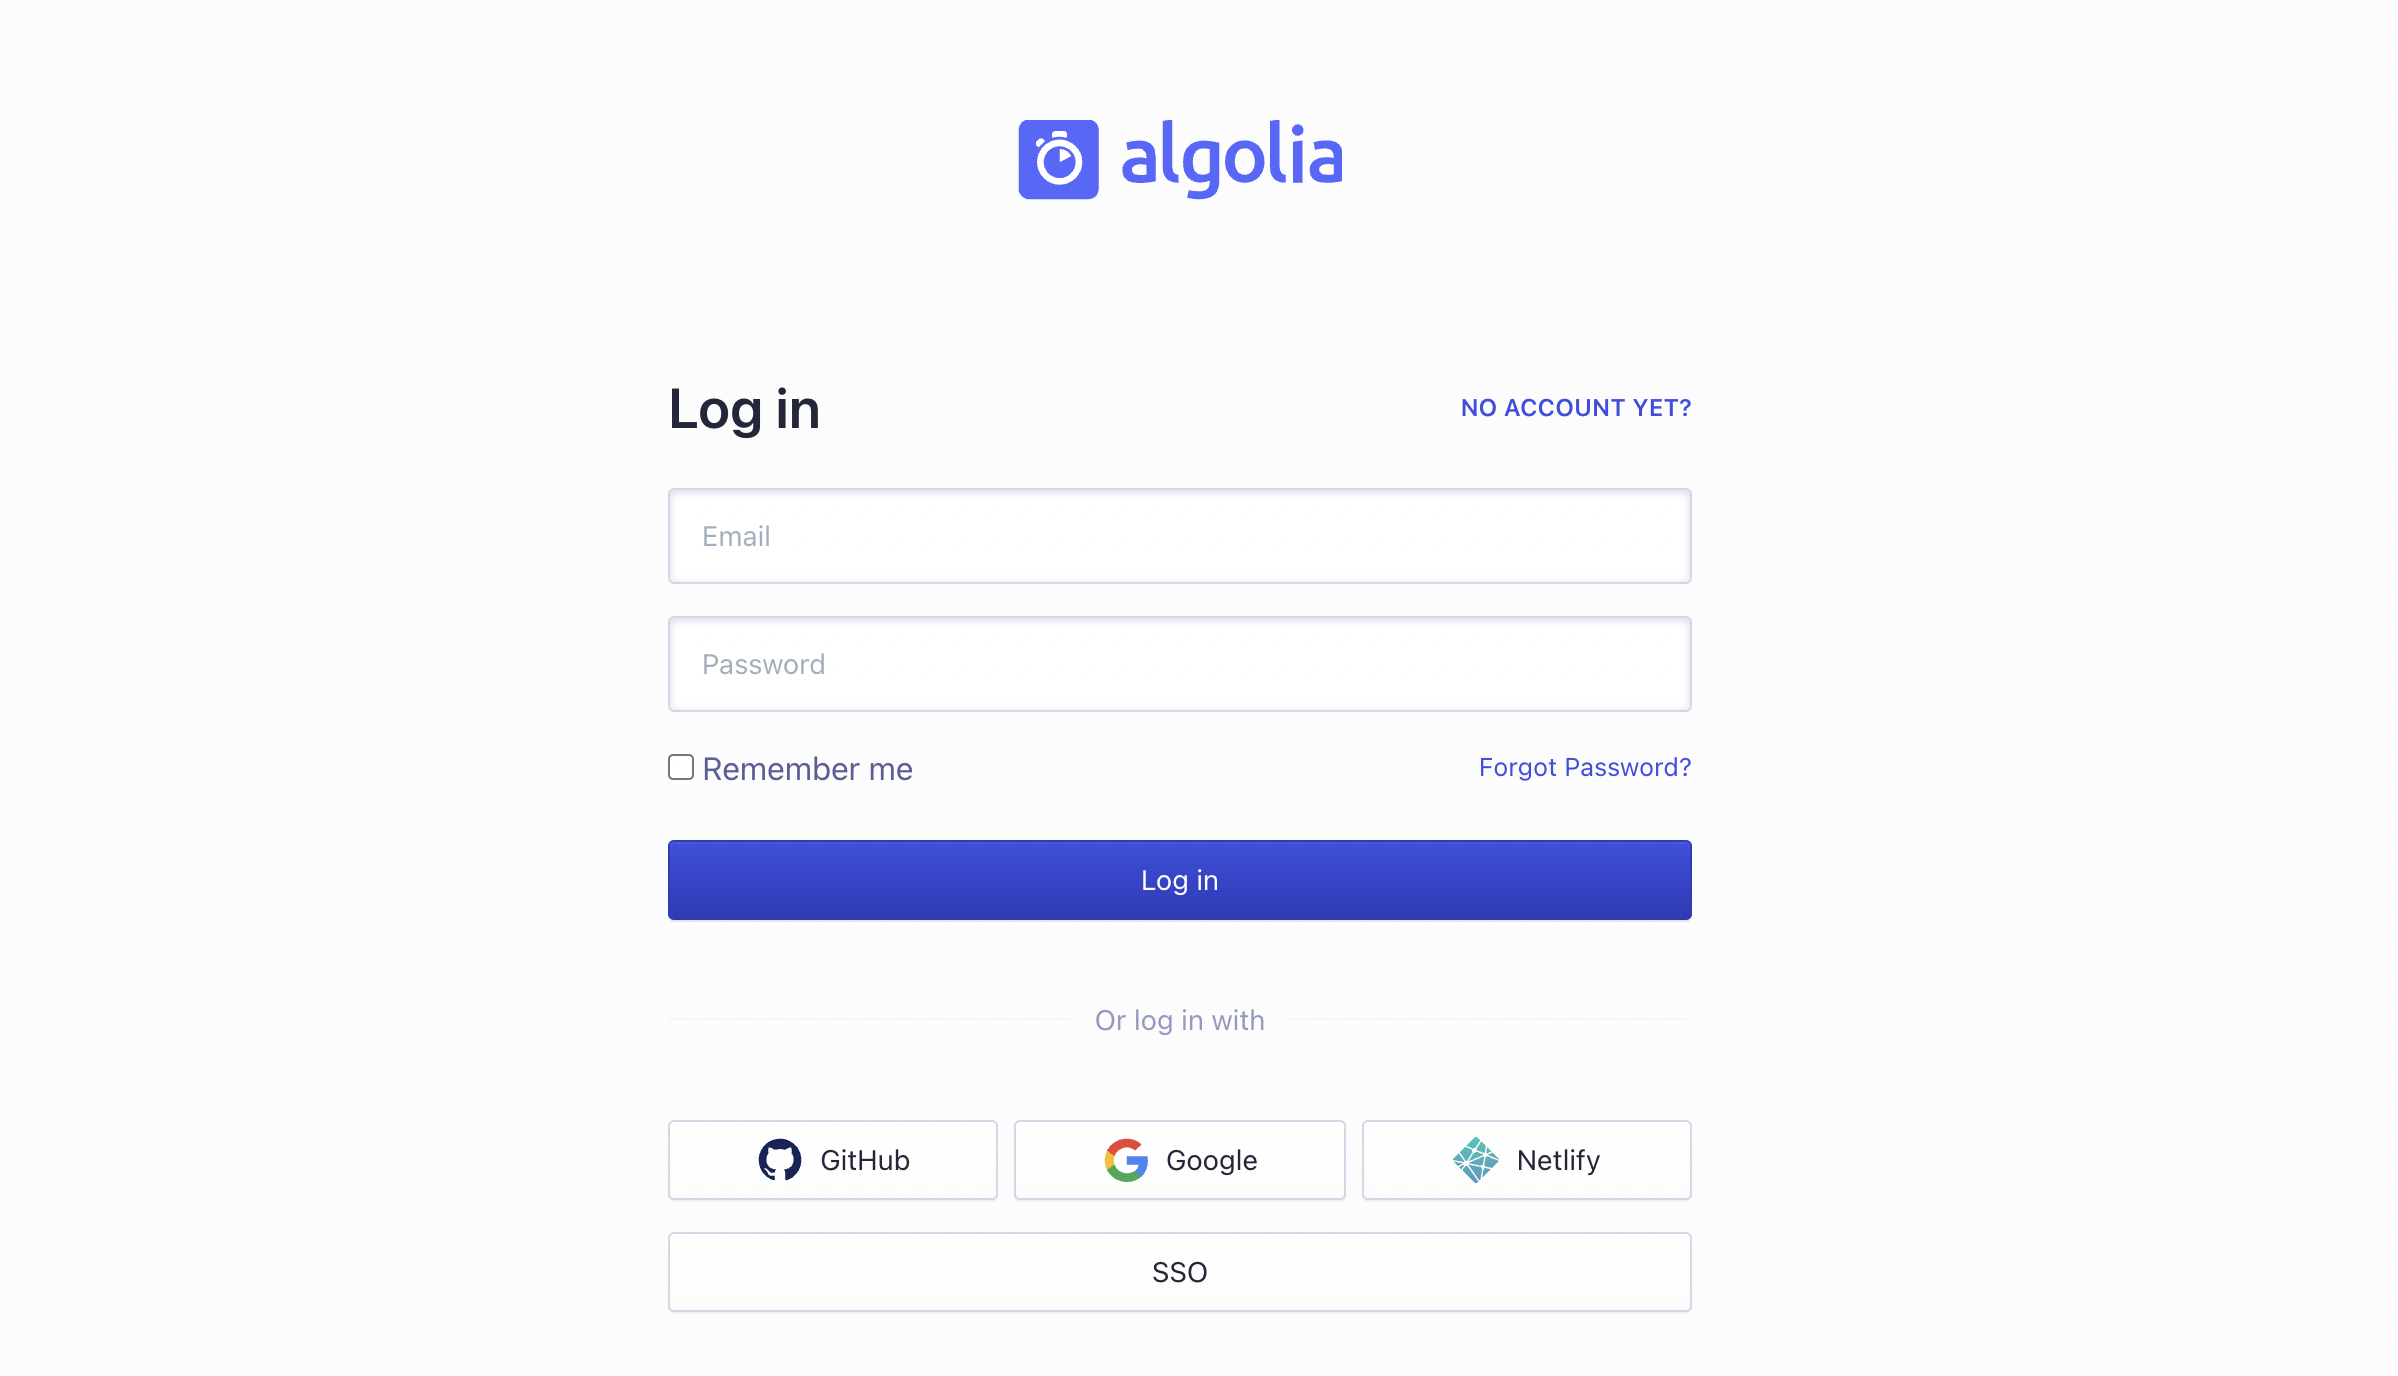 algolia
Log in
NO ACCOUNT YET?
Email
Password
Remember me
Forgot Password?
Log in
Or log in with
GitHub
Google
Netlify
SSO